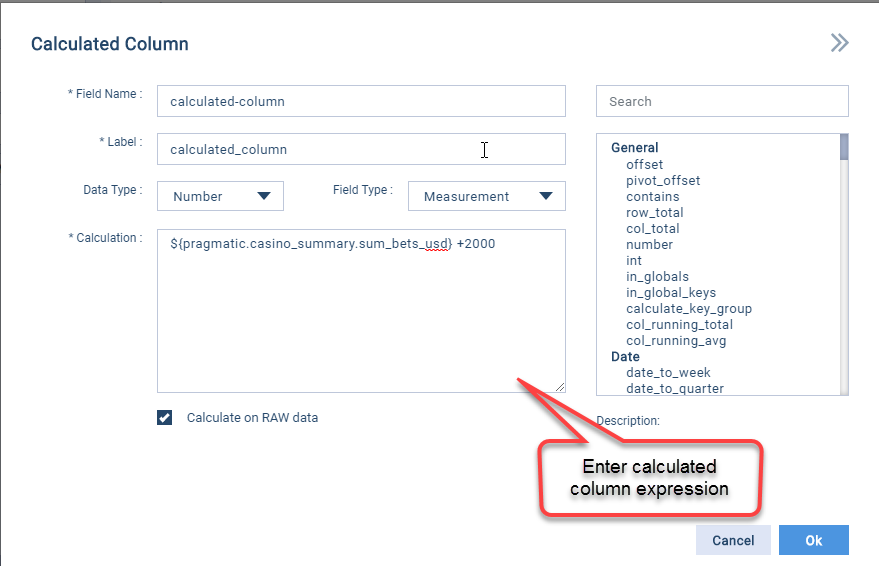 Calculated Column
* Field Name :
calculated-column
* Label :
calculated_column
Data Type :
Number
Field Type :
Measurement
* Calculation :
${pragmatic.casino_summary.sum_bets_usd} +2000
Calculate on RAW data
Search
General
offset
pivot_offset
contains
row_total
col_total
number
int
in_globals
in_global_keys
calculate_key_group
col_running_total
col_running_avg
Date
date_to_week
date_to_quarter
Description:
Enter calculated
column expression
Cancel
Ok